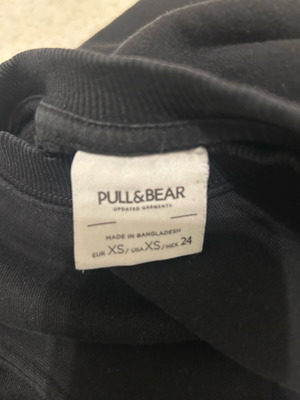 PULL&BEAR
UPDATED GARMENTS
MADE IN BANGLADESH
EUR XS/ USA XS/MEX 24